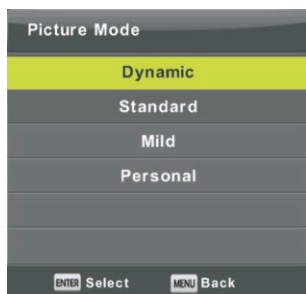 Picture Mode
Dynamic
Standard
Mild
Personal
ENTER Select MENU Back